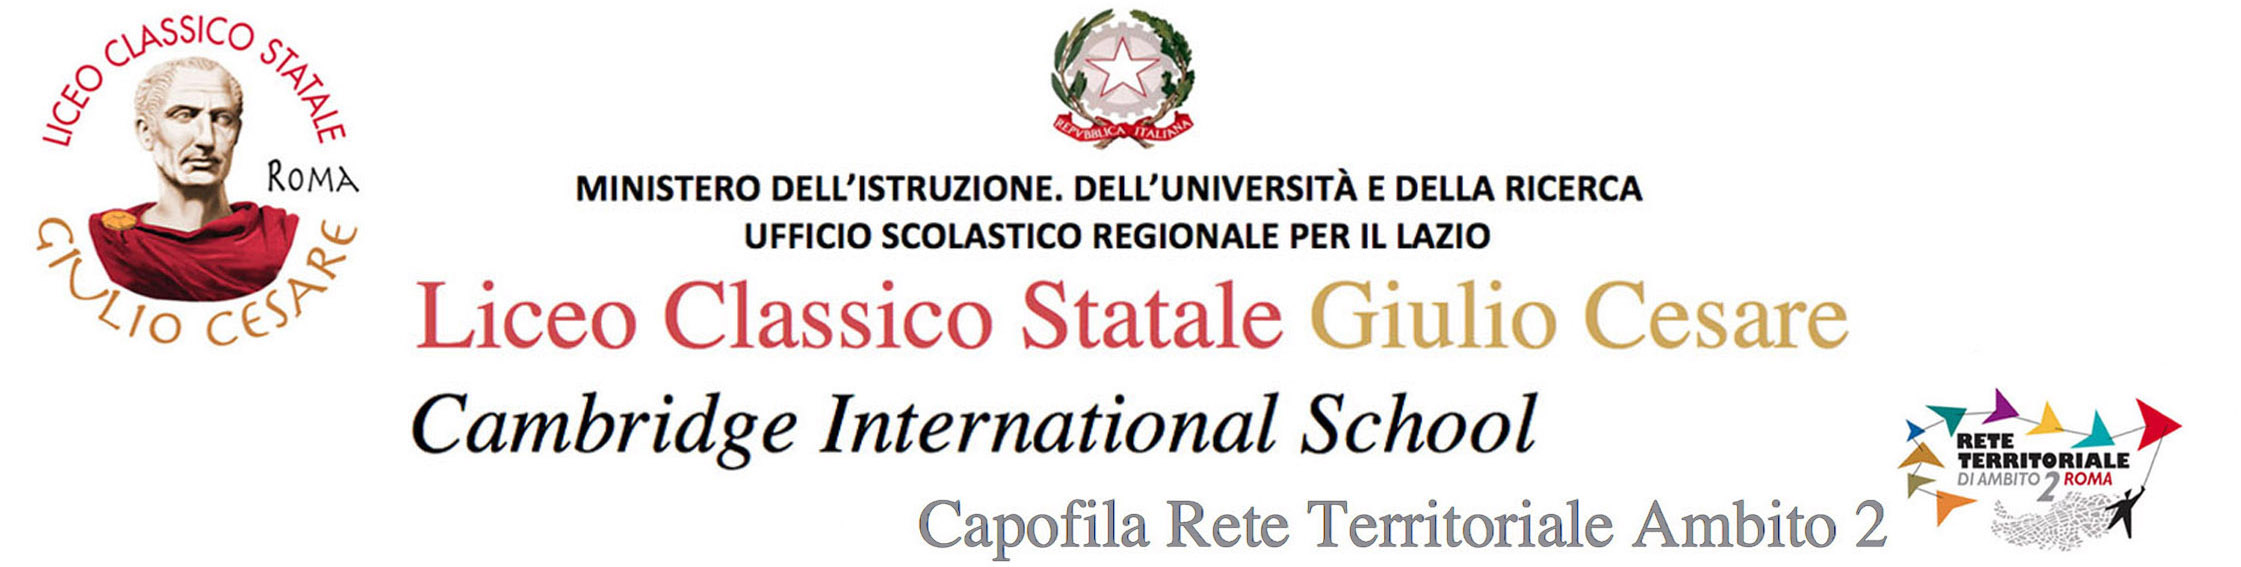 LICEO CLASSICO STATALE
ROMA
GIULIO CESARE
REPVBBLICA ITALIANA
MINISTERO DELL’ISTRUZIONE. DELL’UNIVERSITÀ E DELLA RICERCA
UFFICIO SCOLASTICO REGIONALE PER IL LAZIO
Liceo Classico Statale Giulio Cesare
Cambridge International School
Capofila Rete Territoriale Ambito 2
RETE
TERRITORIALE
DI AMBITO 2 ROMA